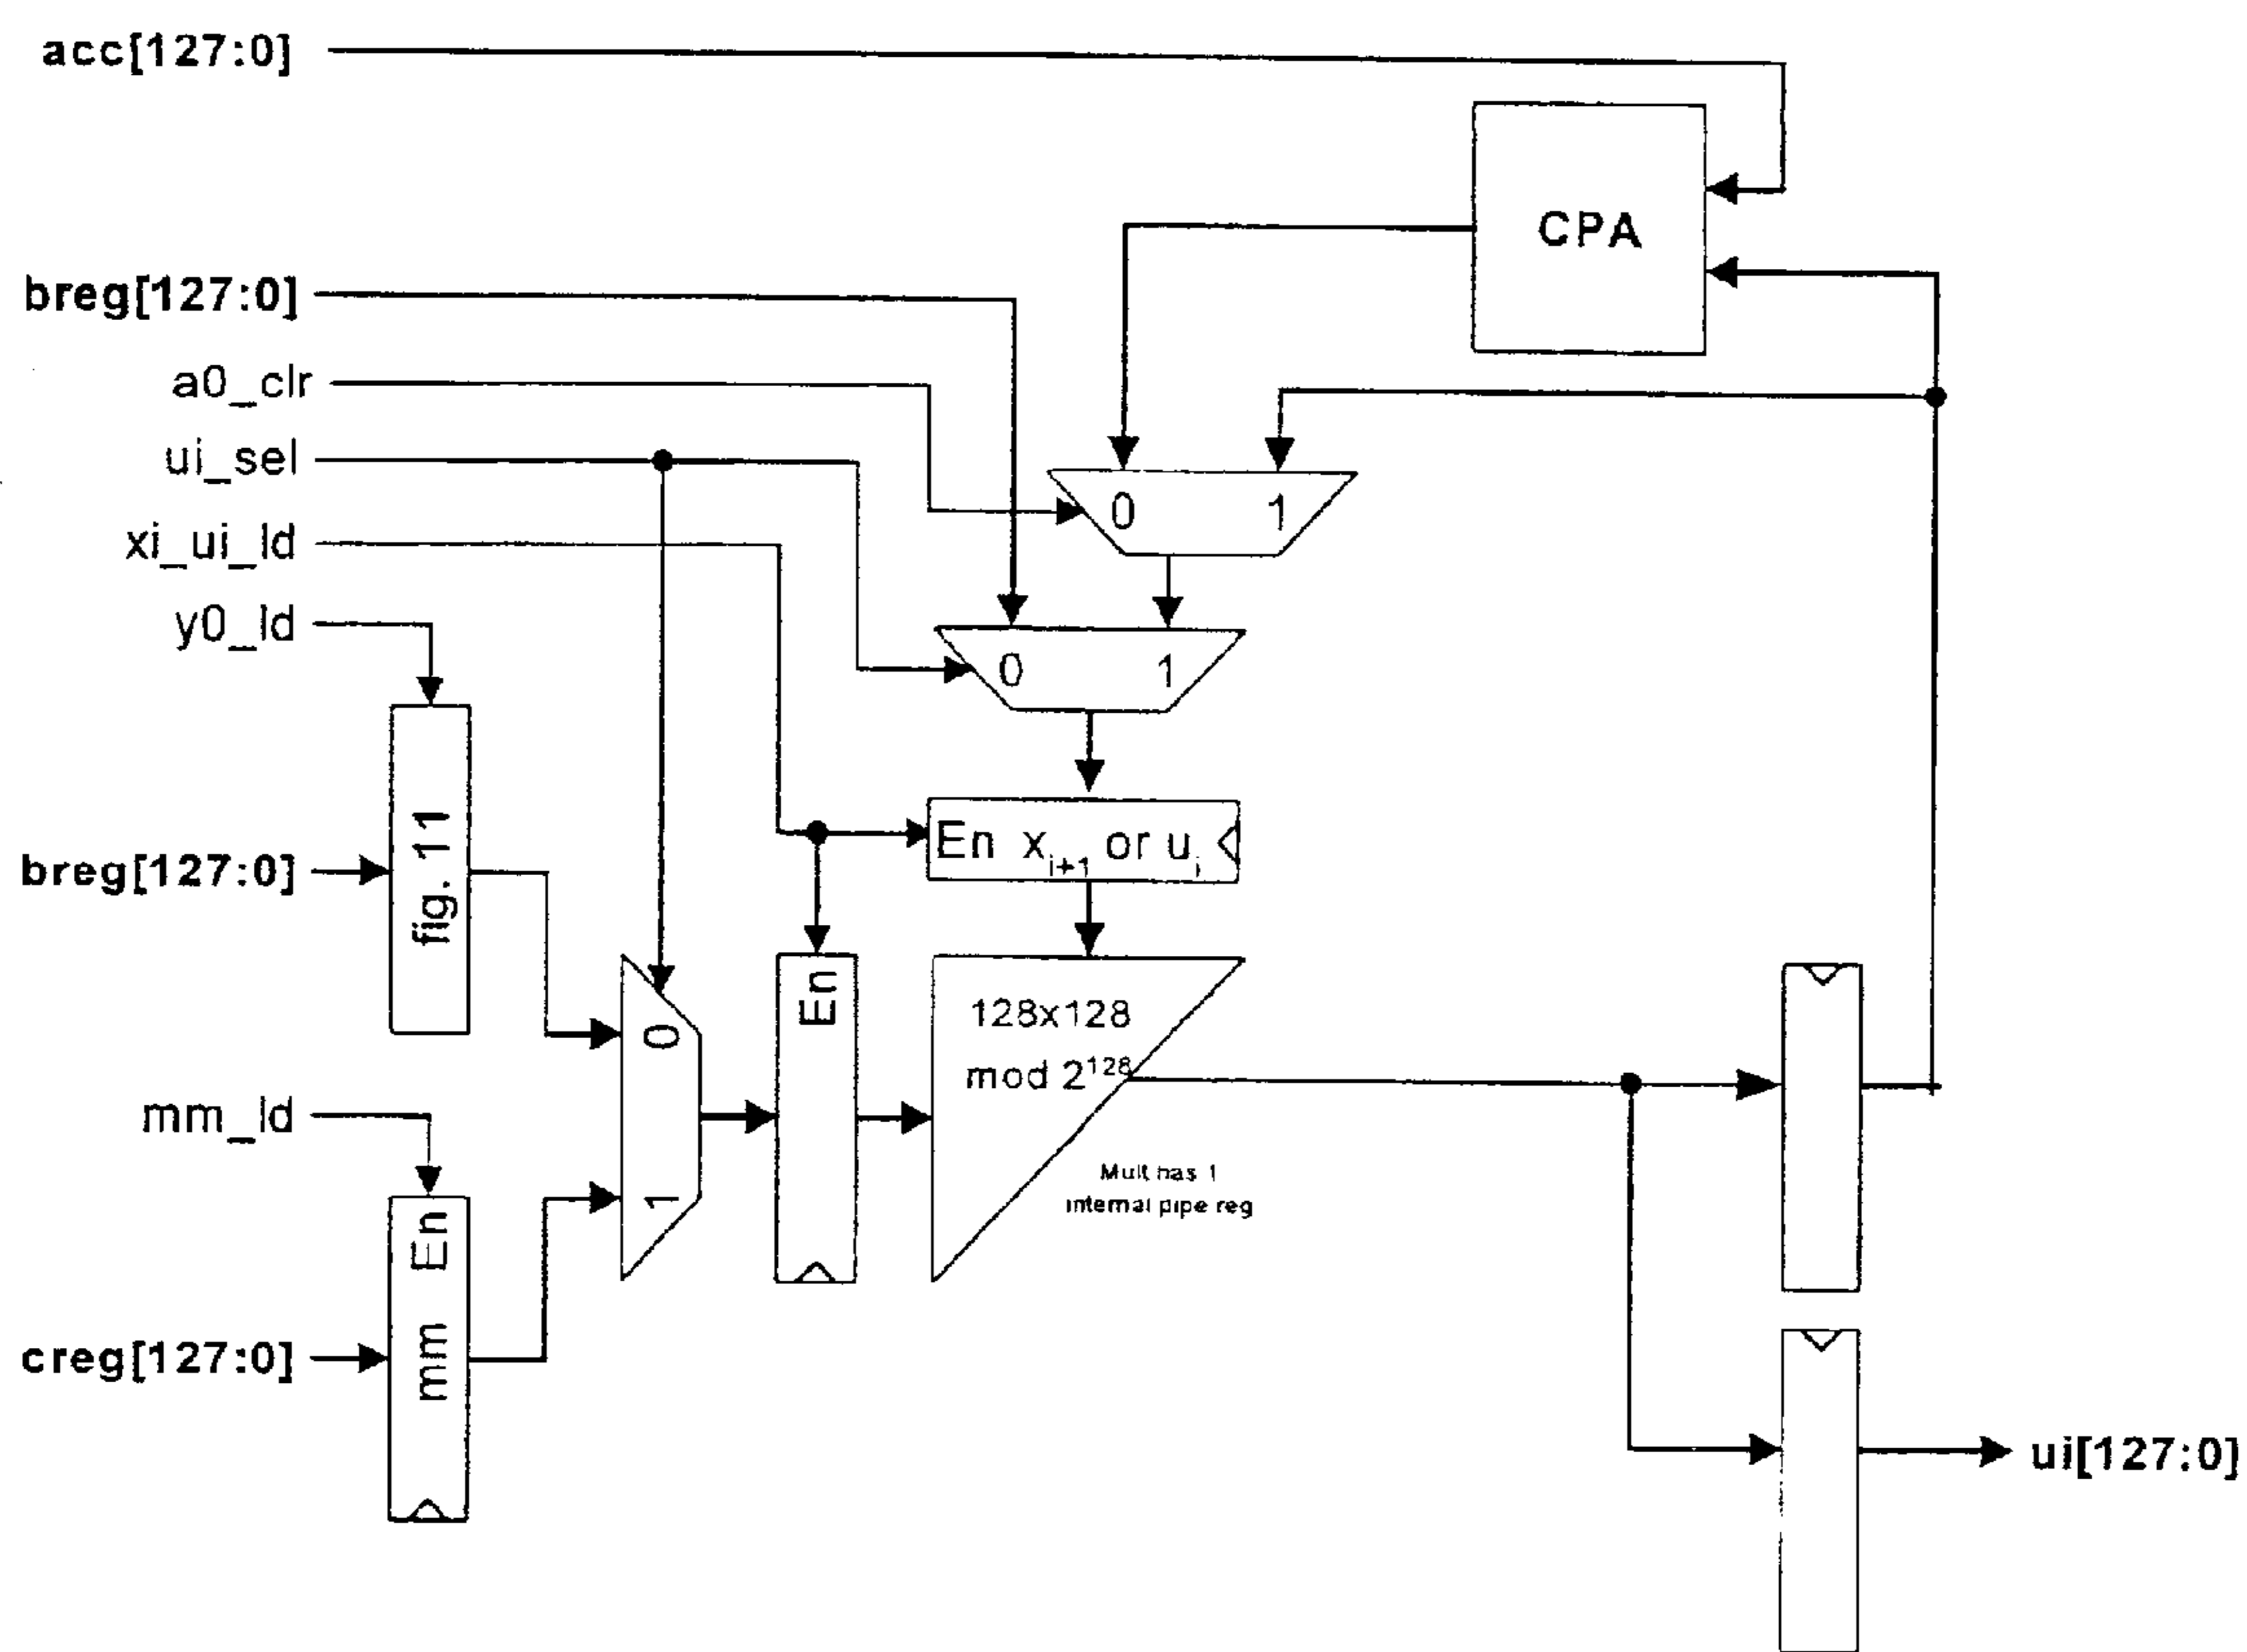 acc[127:0]
CPA
breg[127:0]
a0_clr
ui_sel
0 1
xi_ui_ld
y0_ld
0 1
fig. 11
En x_{i+1} or u_i
breg[127:0]
En
0
128x128
mod 2^{128}
mm_ld
Mult has 1
internal pipe reg
1
mm En
creg[127:0]
ui[127:0]